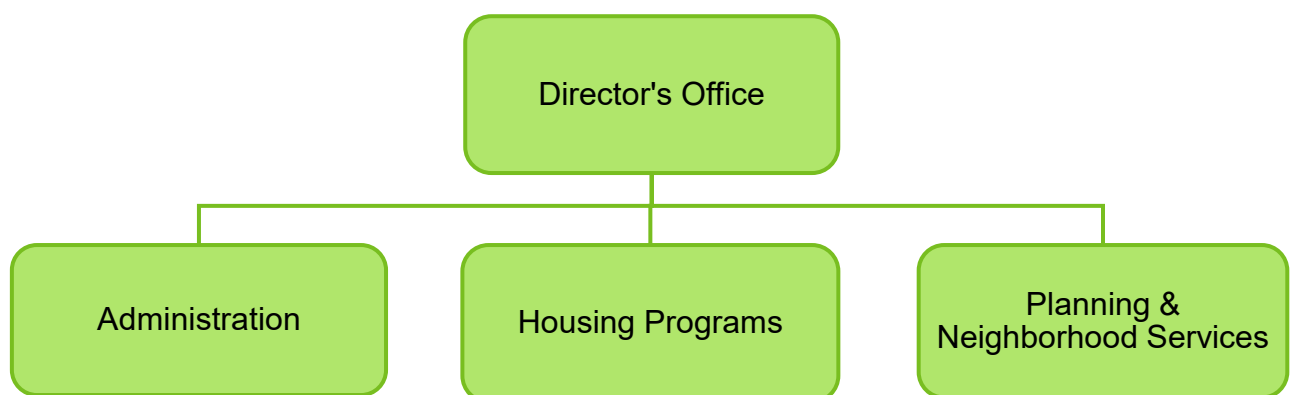 Director's Office
Administration
Housing Programs
Planning &
Neighborhood Services